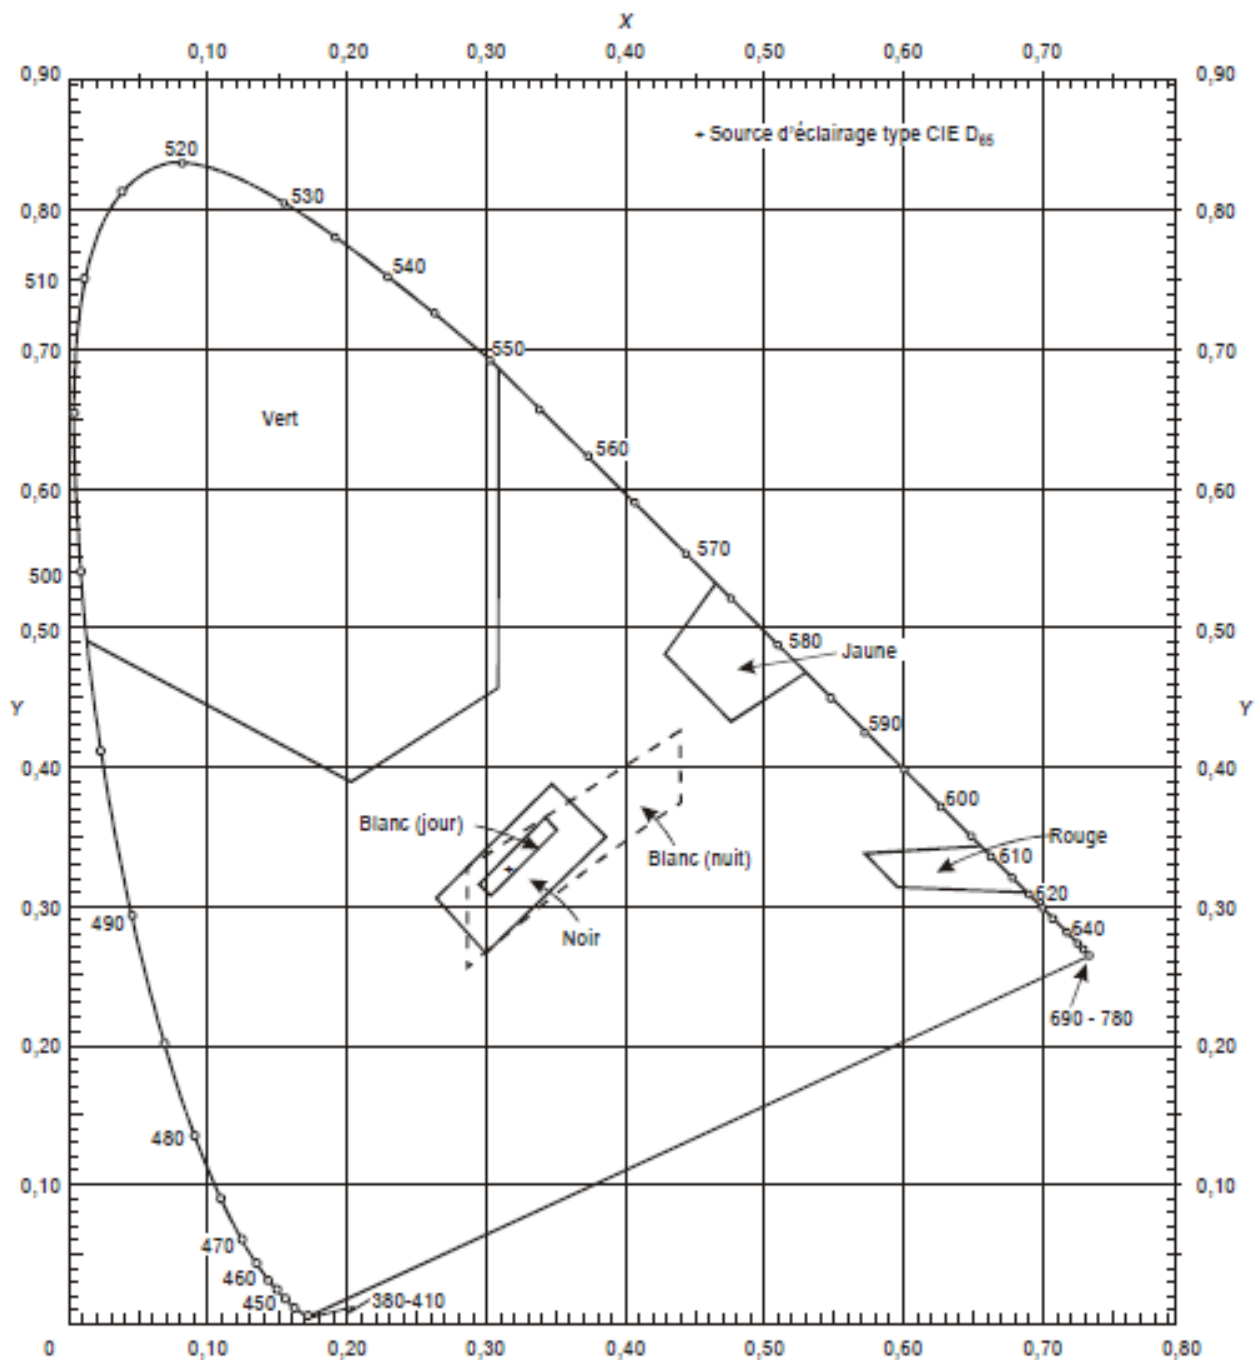 X
0,10 0,20 0,30 0,40 0,50 0,60 0,70
0,90 0,90
+ Source d'éclairage type CIE D65
520
530
0,80 0,80
540
510
0,70 550 0,70
Vert
560
0,60 0,60
570
500
0,50 580 0,50
Jaune
Y 590 Y
0,40 0,40
600
Blanc (jour)
Blanc (nuit)
610 Rouge
620
0,30 0,30
490
640
Noir
690 - 780
0,20 0,20
480
0,10 0,10
470
460
450 380-410
0 0,10 0,20 0,30 0,40 0,50 0,60 0,70 0,80